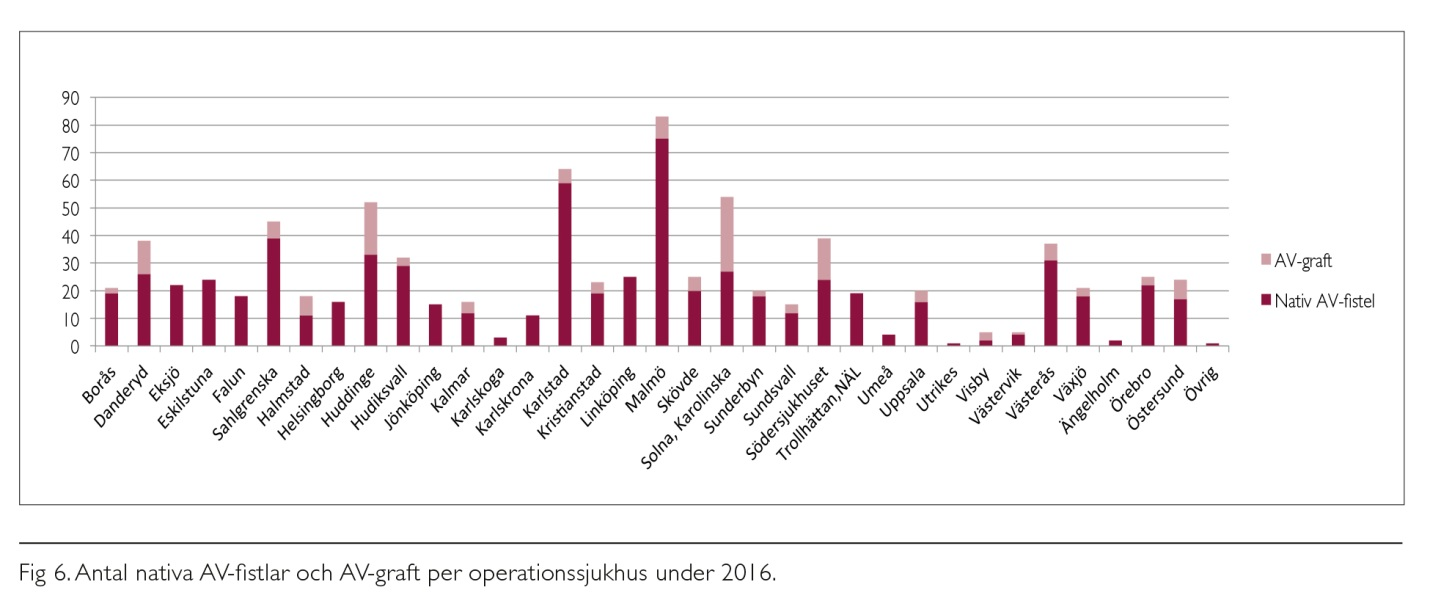 90
80
70
60
50
40
30
20
10
0
AV-graft
Nativ AV-fistel
Borås
Danderyd
Eksjö
Eskilstuna
Falun
Sahlgrenska
Halmstad
Helsingborg
Huddinge
Hudiksvall
Jönköping
Kalmar
Karlskoga
Karlskrona
Karlstad
Kristianstad
Linköping
Malmö
Skövde
Solna, Karolinska
Sunderbyn
Sundsvall
Södersjukhuset
Trollhättan,NÄL
Umeå
Uppsala
Utrikes
Visby
Västervik
Västerås
Växjö
Ängelholm
Örebro
Östersund
Övrig
Fig 6. Antal nativa AV-fistlar och AV-graft per operationssjukhus under 2016.